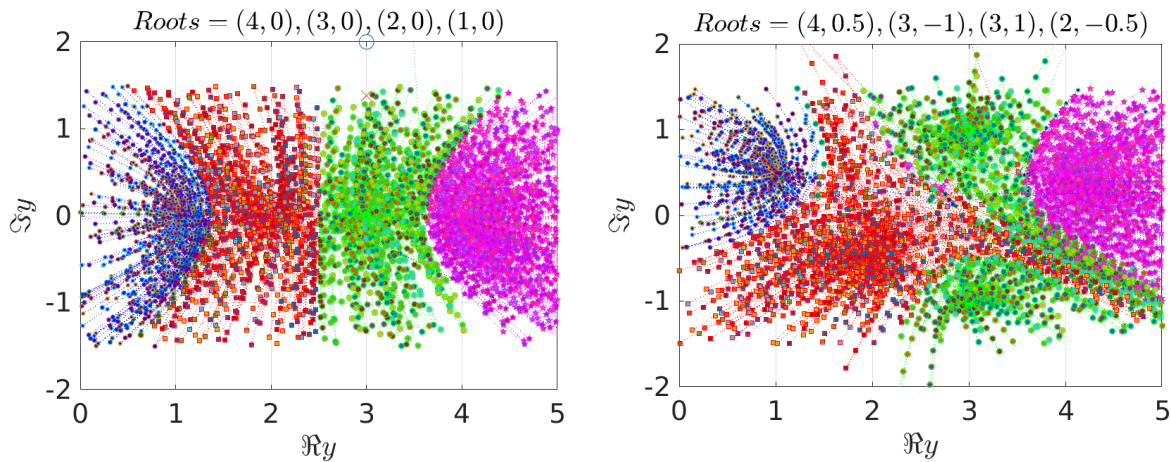 Roots = (4, 0), (3, 0), (2, 0), (1, 0)
2
1
0
-1
-2
ℑy
0 1 2 3 4 5
ℜy
Roots = (4, 0.5), (3, −1), (3, 1), (2, −0.5)
2
1
0
-1
-2
ℑy
0 1 2 3 4 5
ℜy